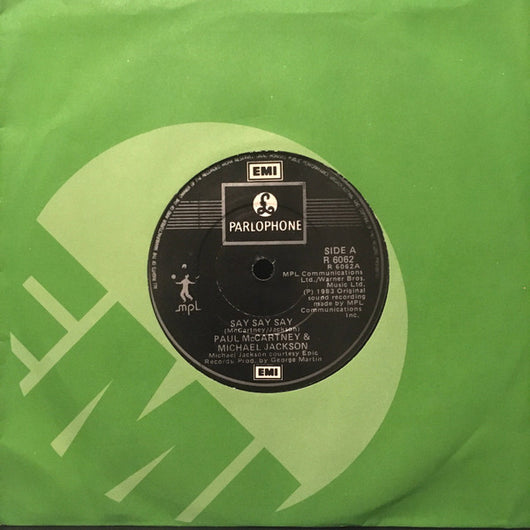 EMI
PARLOPHONE
SIDE A
R 6062
R 6062A
MPL Communications
Ltd./Warner Bros.
Music Ltd.
(P) 1983 Original
sound recording
made by MPL
Communications
Inc.
mpl
SAY SAY SAY
(McCartney/Jackson)
PAUL McCARTNEY &
MICHAEL JACKSON
Michael Jackson courtesy Epic
Records. Prod. by George Martin
EMI